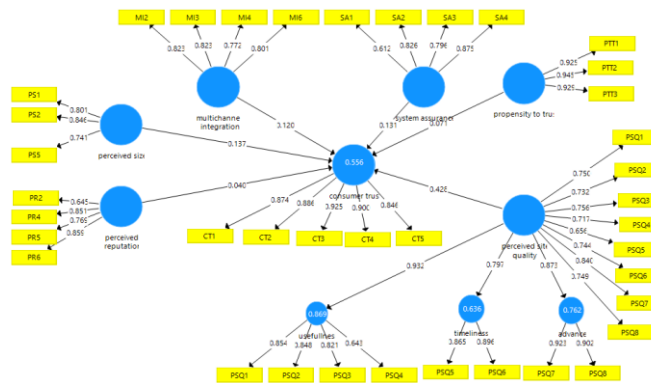 MI2
MI3
MI4
MI6
SA1
SA2
SA3
SA4
0.823
0.823
0.772
0.801
0.612
0.826
0.796
0.875
PTT1
PTT2
PTT3
0.925
0.945
0.925
multichanne
integration
system assurance
propensity to trus
PS1
PS2
PS5
0.801
0.846
0.741
perceived size
0.120
0.131
0.071
0.137
0.556
consumer trus
0.040
0.428
PR2
PR4
PR5
PR6
0.645
0.851
0.769
0.859
perceived
reputation
0.874
0.886
0.925
0.900
0.846
CT1
CT2
CT3
CT4
CT5
PSQ1
PSQ2
PSQ3
PSQ4
PSQ5
PSQ6
PSQ7
PSQ8
0.750
0.732
0.756
0.717
0.656
0.744
0.840
0.749
perceived site
quality
0.932
0.797
0.873
0.869
usefullnes
0.636
timeliness
0.762
advance
0.854
0.848
0.821
0.643
0.865
0.896
0.923
0.902
PSQ1
PSQ2
PSQ3
PSQ4
PSQ5
PSQ6
PSQ7
PSQ8